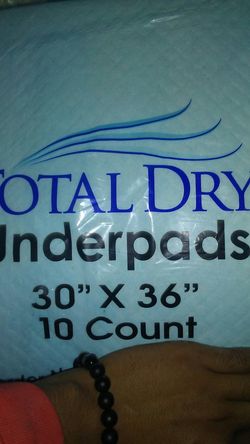 TOTAL DRY
Underpads
30” X 36”
10 Count